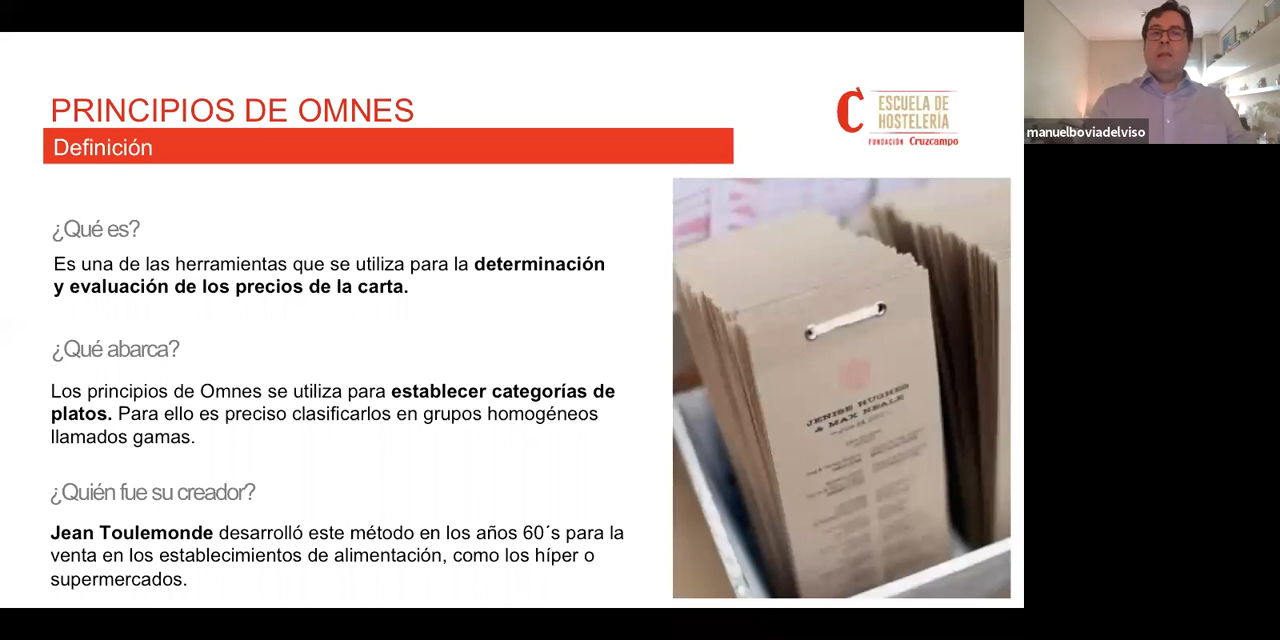 PRINCIPIOS DE OMNES
Definición
ESCUELA DE
HOSTELERÍA
FUNDACIÓN Cruzcampo
manuelboviadelviso
¿Qué es?
Es una de las herramientas que se utiliza para la determinación
y evaluación de los precios de la carta.
¿Qué abarca?
Los principios de Omnes se utiliza para establecer categorías de
platos. Para ello es preciso clasificarlos en grupos homogéneos
llamados gamas.
¿Quién fue su creador?
Jean Toulemonde desarrolló este método en los años 60´s para la
venta en los establecimientos de alimentación, como los híper o
supermercados.
JENISE HUGHES
& MAX NEALE